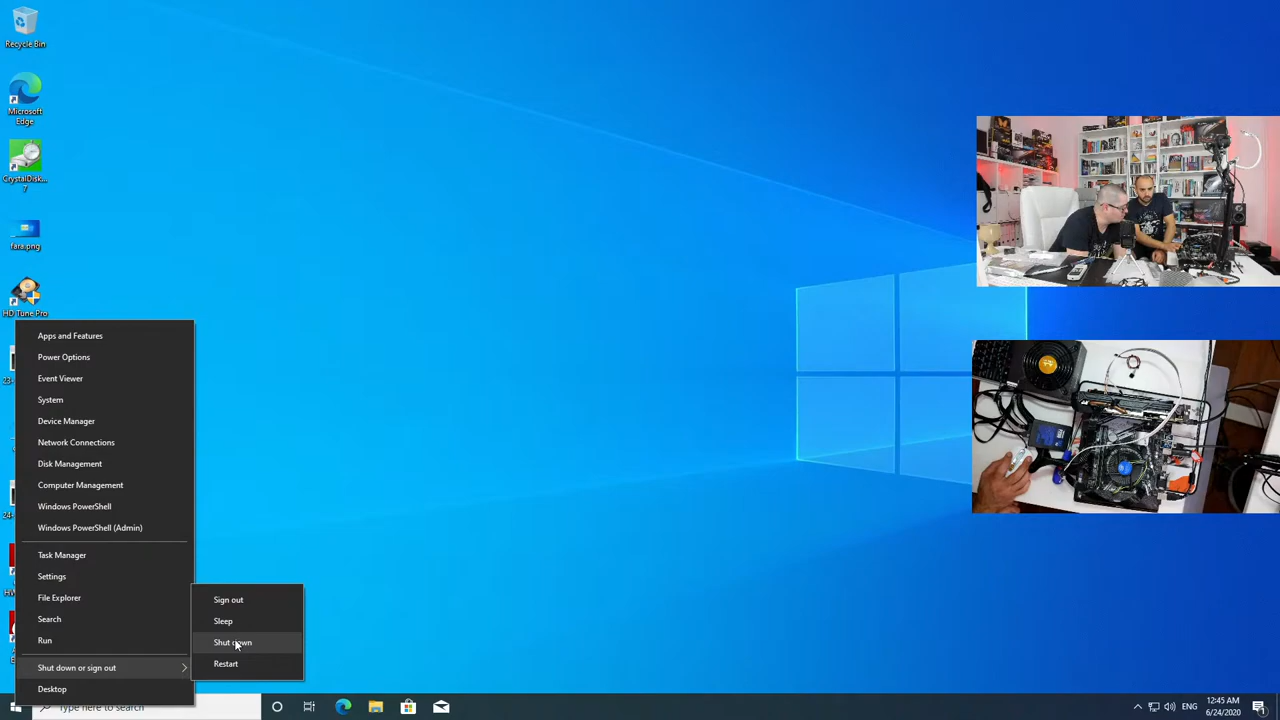 Recycle Bin
Microsoft
Edge
CrystalDisk...
7
fara.png
HD Tune Pro
Apps and Features
Power Options
Event Viewer
System
Device Manager
Network Connections
Disk Management
Computer Management
Windows PowerShell
Windows PowerShell (Admin)
Task Manager
Settings
File Explorer
Search
Run
Shut down or sign out
Desktop
Sign out
Sleep
Shut down
Restart
Type here to search
ENG
12:45 AM
6/24/2020
1